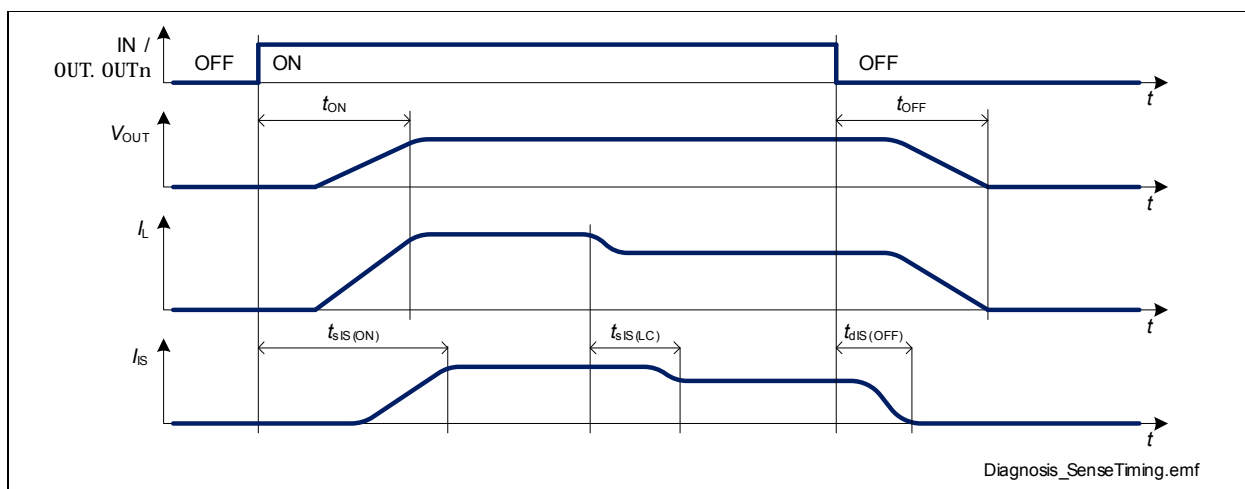 IN /
OUT. OUTn
OFF
ON
OFF
t
tON
tOFF
VOUT
t
IL
t
tsIS(ON)
tsIS(LC)
tdIS(OFF)
IIS
t
Diagnosis_SenseTiming.emf